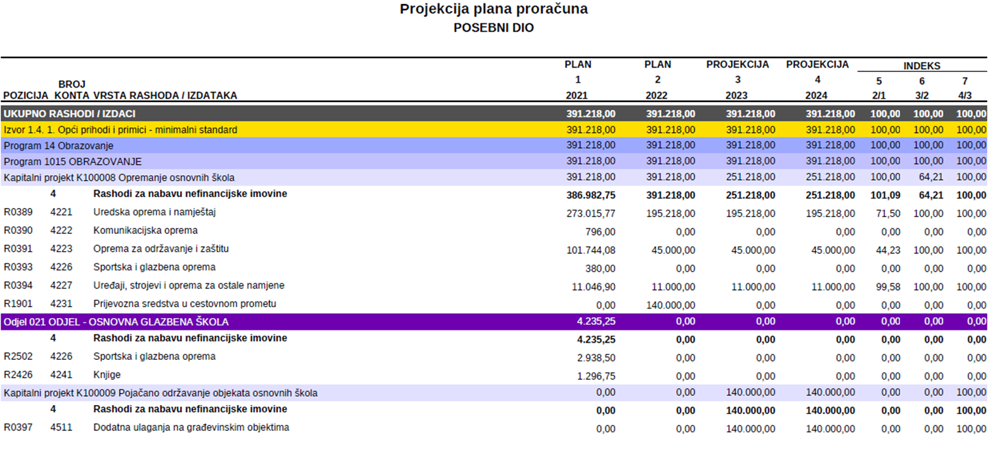 Projekcija plana proračuna
POSEBNI DIO
PLAN PLAN PROJEKCIJA PROJEKCIJA INDEKS
BROJ 1 2 3 4 5 6 7
POZICIJA KONTA VRSTA RASHODA / IZDATAKA 2021 2022 2023 2024 2/1 3/2 4/3
UKUPNO RASHODI / IZDACI 391.218,00 391.218,00 391.218,00 391.218,00 100,00 100,00 100,00
Izvor 1.4. 1. Opći prihodi i primici - minimalni standard 391.218,00 391.218,00 391.218,00 391.218,00 100,00 100,00 100,00
Program 14 Obrazovanje 391.218,00 391.218,00 391.218,00 391.218,00 100,00 100,00 100,00
Program 1015 OBRAZOVANJE 391.218,00 391.218,00 391.218,00 391.218,00 100,00 100,00 100,00
Kapitalni projekt K100008 Opremanje osnovnih škola 391.218,00 391.218,00 251.218,00 251.218,00 100,00 64,21 100,00
4 Rashodi za nabavu nefinancijske imovine 386.982,75 391.218,00 251.218,00 251.218,00 101,09 64,21 100,00
R0389 4221 Uredska oprema i namještaj 273.015,77 195.218,00 195.218,00 195.218,00 71,50 100,00 100,00
R0390 4222 Komunikacijska oprema 796,00 0,00 0,00 0,00 0,00 0,00 0,00
R0391 4223 Oprema za održavanje i zaštitu 101.744,08 45.000,00 45.000,00 45.000,00 44,23 100,00 100,00
R0393 4226 Sportska i glazbena oprema 380,00 0,00 0,00 0,00 0,00 0,00 0,00
R0394 4227 Uređaji, strojevi i oprema za ostale namjene 11.046,90 11.000,00 11.000,00 11.000,00 99,58 100,00 100,00
R1901 4231 Prijevozna sredstva u cestovnom prometu 0,00 140.000,00 0,00 0,00 0,00 0,00 0,00
Odjel 021 ODJEL - OSNOVNA GLAZBENA ŠKOLA 4.235,25 0,00 0,00 0,00 0,00 0,00 0,00
4 Rashodi za nabavu nefinancijske imovine 4.235,25 0,00 0,00 0,00 0,00 0,00 0,00
R2502 4226 Sportska i glazbena oprema 2.938,50 0,00 0,00 0,00 0,00 0,00 0,00
R2426 4241 Knjige 1.296,75 0,00 0,00 0,00 0,00 0,00 0,00
Kapitalni projekt K100009 Pojačano održavanje objekata osnovnih škola 0,00 0,00 140.000,00 140.000,00 0,00 0,00 100,00
4 Rashodi za nabavu nefinancijske imovine 0,00 0,00 140.000,00 140.000,00 0,00 0,00 100,00
R0397 4511 Dodatna ulaganja na građevinskim objektima 0,00 0,00 140.000,00 140.000,00 0,00 0,00 100,00